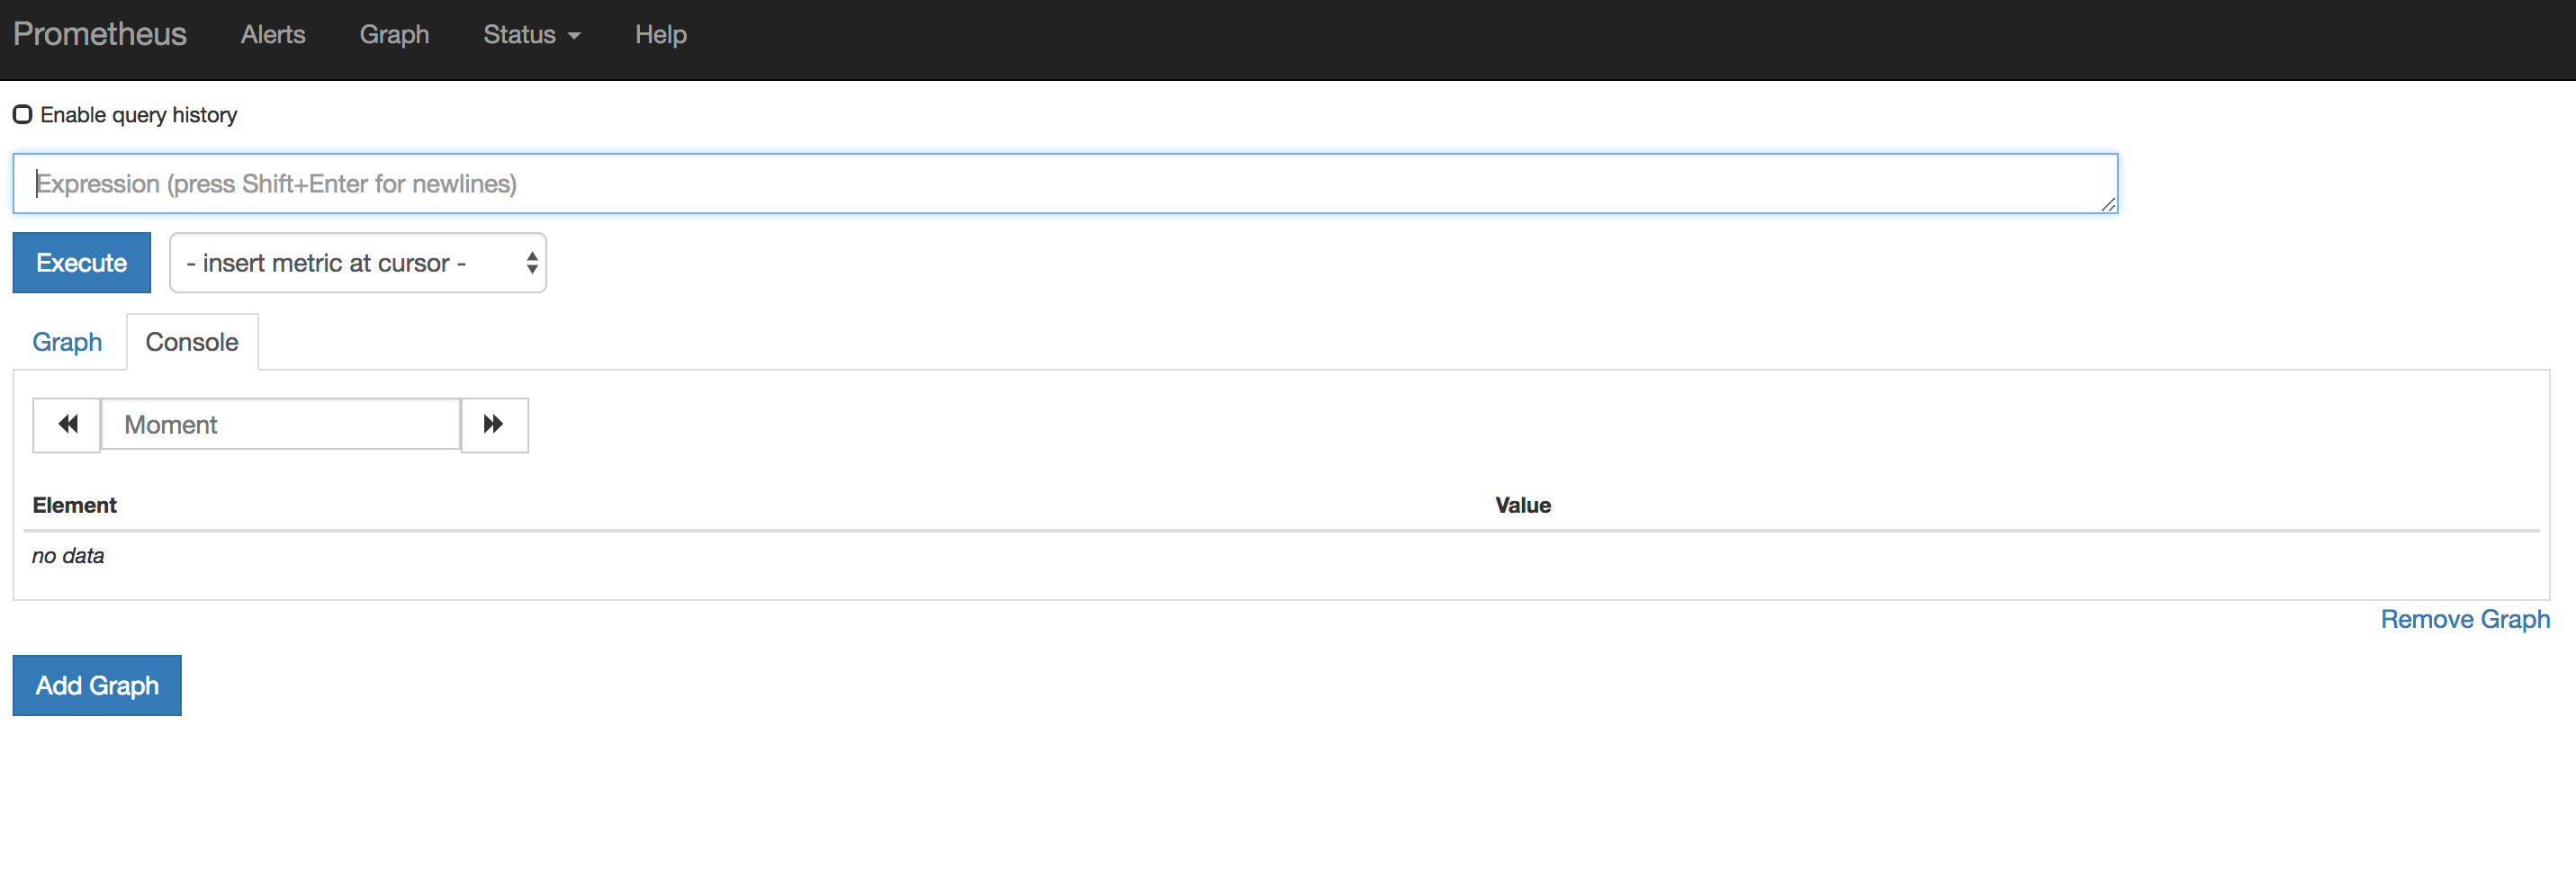 Prometheus Alerts Graph Status Help
Enable query history
Expression (press Shift+Enter for newlines)
Execute - insert metric at cursor -
Graph Console
Moment
Element Value
no data
Remove Graph
Add Graph